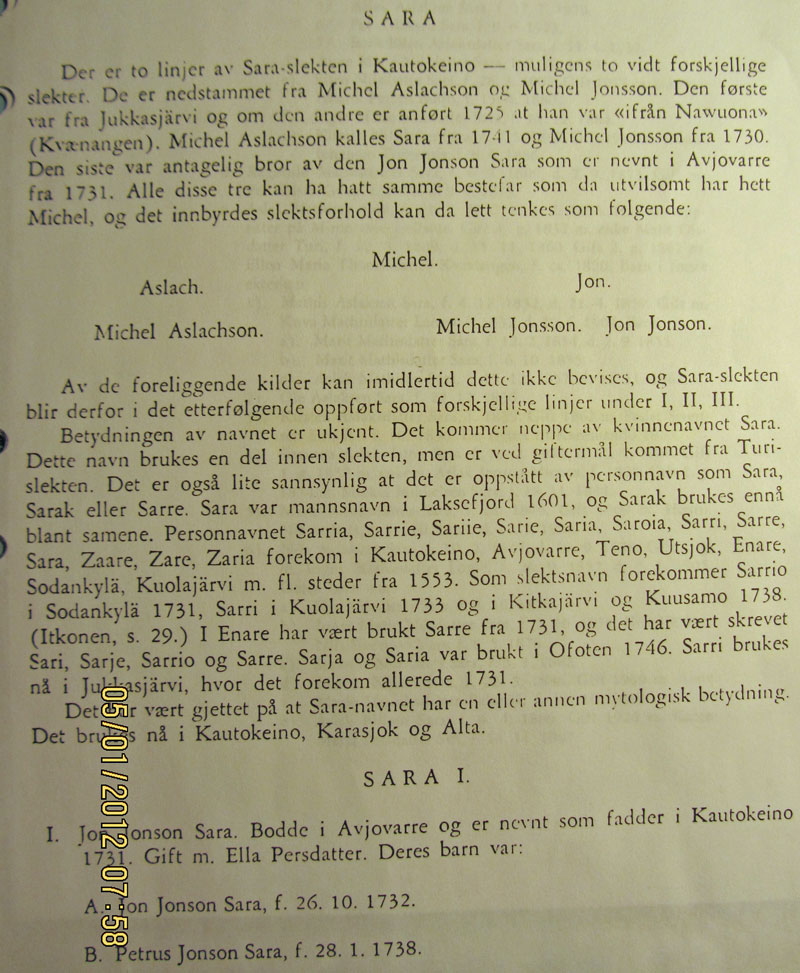 SARA
Der er to linjer av Sara-slekten i Kautokeino — muligens to vidt forskjellige
slekter. De er nedstammet fra Michel Aslachson og Michel Jonsson. Den første
var fra Jukkasjärvi og om den andre er anført 1725 at han var «ifrån Nawuona»
(Kvænangen). Michel Aslachson kalles Sara fra 1741 og Michel Jonsson fra 1730.
Den siste var antagelig bror av den Jon Jonson Sara som er nevnt i Avjovarre
fra 1731. Alle disse tre kan ha hatt samme bestefar som da utvilsomt har hett
Michel, og det innbyrdes slektsforhold kan da lett tenkes som følgende:
Michel.
Aslach. Jon.
Michel Aslachson. Michel Jonsson. Jon Jonson.
Av de foreliggende kilder kan imidlertid dette ikke bevises, og Sara-slekten
blir derfor i det etterfølgende oppført som forskjellige linjer under I, II, III.
Betydningen av navnet er ukjent. Det kommer neppe av kvinnenavnet Sara.
Dette navn brukes en del innen slekten, men er ved giftermål kommet fra Turi-
slekten. Det er også lite sannsynlig at det er oppstått av personnavn som Sara,
Sarak eller Sarre. Sara var mannsnavn i Laksefjord 1601, og Sarak brukes ennå
blant samene. Personnavnet Sarria, Sarrie, Sariie, Sarie, Saria, Saroia, Sarri, Sarre,
Sara, Zaare, Zare, Zaria forekom i Kautokeino, Avjovarre, Teno, Utsjok, Enare,
Sodankylä, Kuolajärvi m. fl. steder fra 1553. Som slektsnavn forekommer Sarrio
i Sodankylä 1731, Sarri i Kuolajärvi 1733 og i Kitkajärvi og Kuusamo 1738.
(Itkonen, s. 29.) I Enare har vært brukt Sarre fra 1731, og det har vært skrevet
Sari, Sarje, Sarrio og Sarre. Sarja og Saria var brukt i Ofoten 1746. Sarri brukes
nå i Jukkasjärvi, hvor det forekom allerede 1731.
Det har vært gjettet på at Sara-navnet har en eller annen mytologisk betydning.
Det brukes nå i Kautokeino, Karasjok og Alta.
SARA I.
I. Jon Jonson Sara. Bodde i Avjovarre og er nevnt som fadder i Kautokeino
1731. Gift m. Ella Persdatter. Deres barn var:
A. Jon Jonson Sara, f. 26. 10. 1732.
B. Petrus Jonson Sara, f. 28. 1. 1738.
05/01/2012 07:58